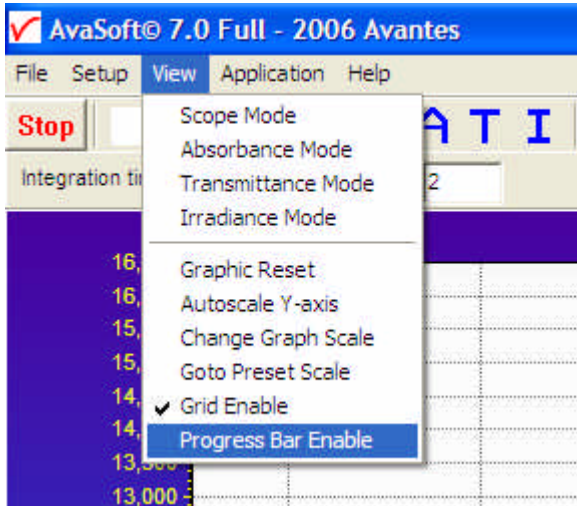 AvaSoft© 7.0 Full - 2006 Avantes
File Setup View Application Help
Stop
A T I
Scope Mode
Absorbance Mode
Transmittance Mode
Irradiance Mode
Integration
2
Graphic Reset
Autoscale Y-axis
Change Graph Scale
Goto Preset Scale
Grid Enable
Progress Bar Enable
16,
16,
15,
15,
14,
14,
13,
13,000